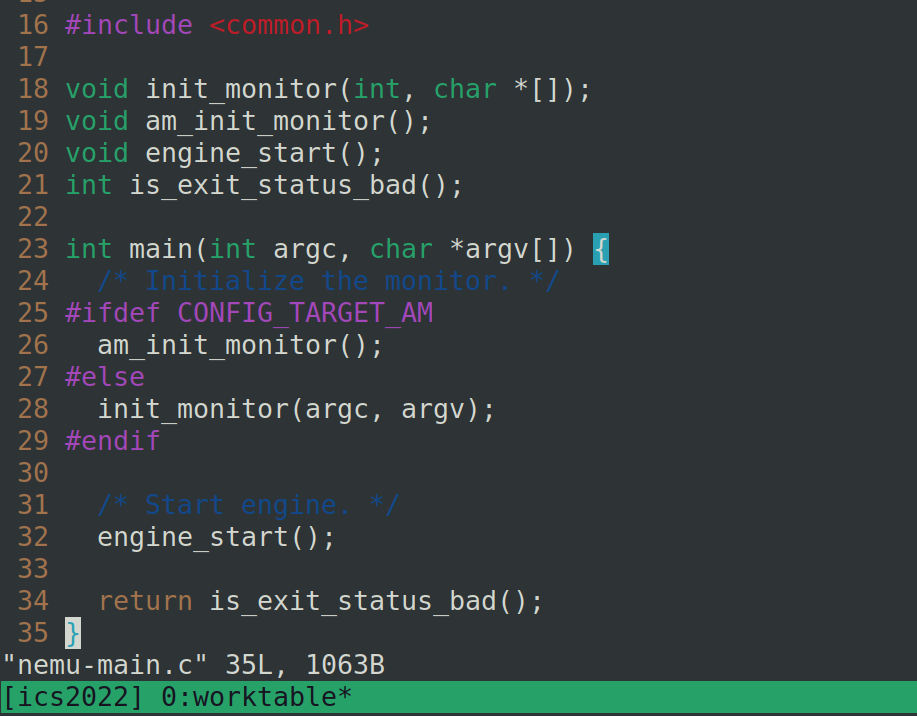 16 #include <common.h>
17
18 void init_monitor(int, char *[]);
19 void am_init_monitor();
20 void engine_start();
21 int is_exit_status_bad();
22
23 int main(int argc, char *argv[]) {
24   /* Initialize the monitor. */
25 #ifdef CONFIG_TARGET_AM
26   am_init_monitor();
27 #else
28   init_monitor(argc, argv);
29 #endif
30
31   /* Start engine. */
32   engine_start();
33
34   return is_exit_status_bad();
35 }
"nemu-main.c" 35L, 1063B
[ics2022] 0:worktable*